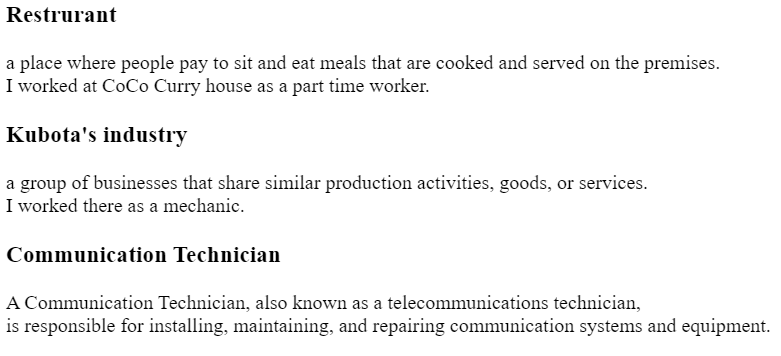 Restrurant
a place where people pay to sit and eat meals that are cooked and served on the premises.
I worked at CoCo Curry house as a part time worker.
Kubota's industry
a group of businesses that share similar production activities, goods, or services.
I worked there as a mechanic.
Communication Technician
A Communication Technician, also known as a telecommunications technician,
is responsible for installing, maintaining, and repairing communication systems and equipment.